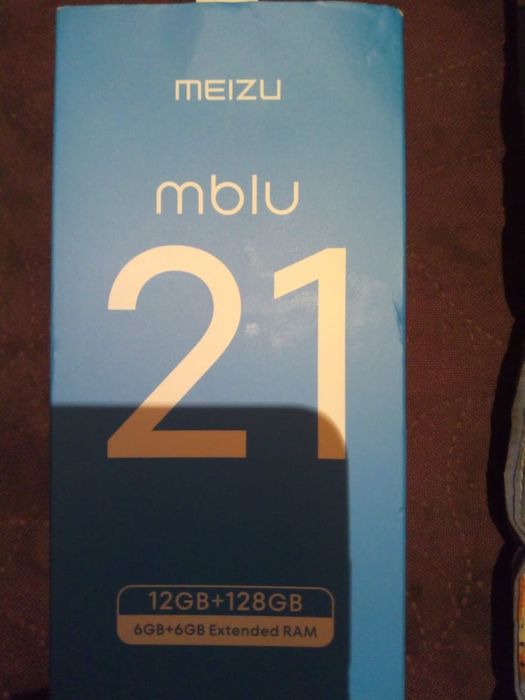 MEIZU
mblu
21
12GB+128GB
6GB+6GB Extended RAM